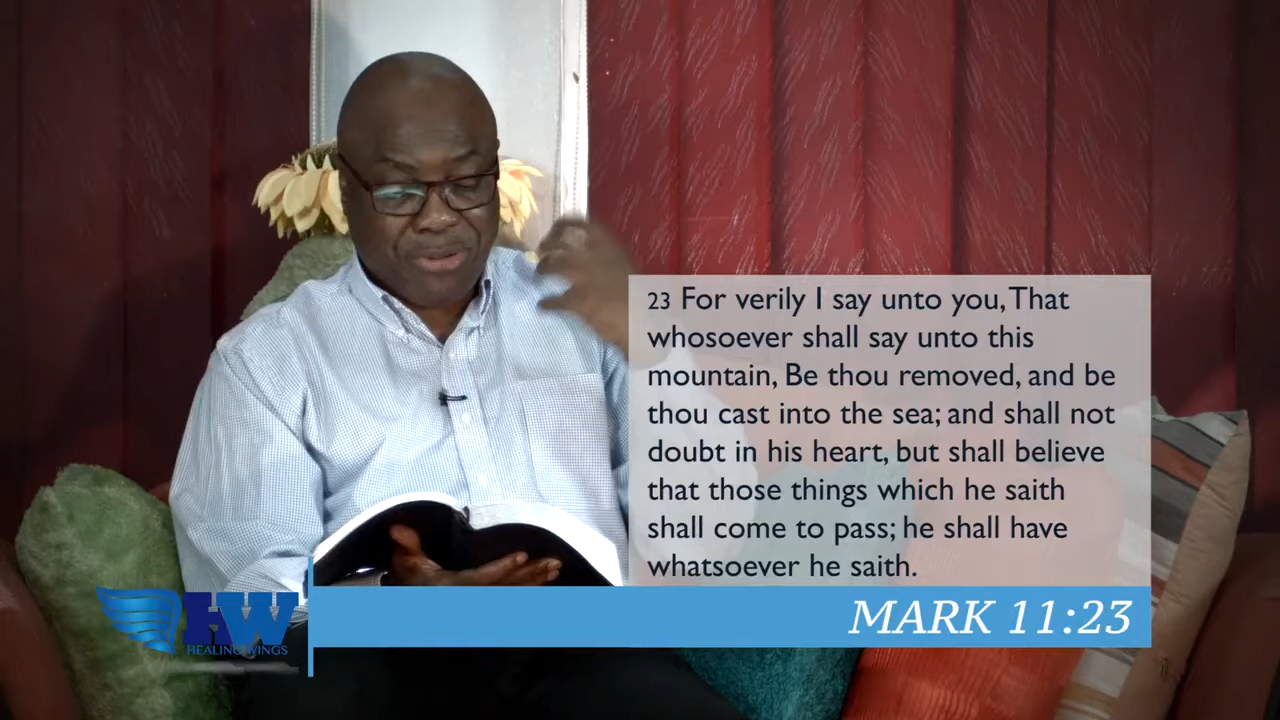 23 For verily I say unto you, That
whosoever shall say unto this
mountain, Be thou removed, and be
thou cast into the sea; and shall not
doubt in his heart, but shall believe
that those things which he saith
shall come to pass; he shall have
whatsoever he saith.
MARK 11:23
HW
HEALING WINGS